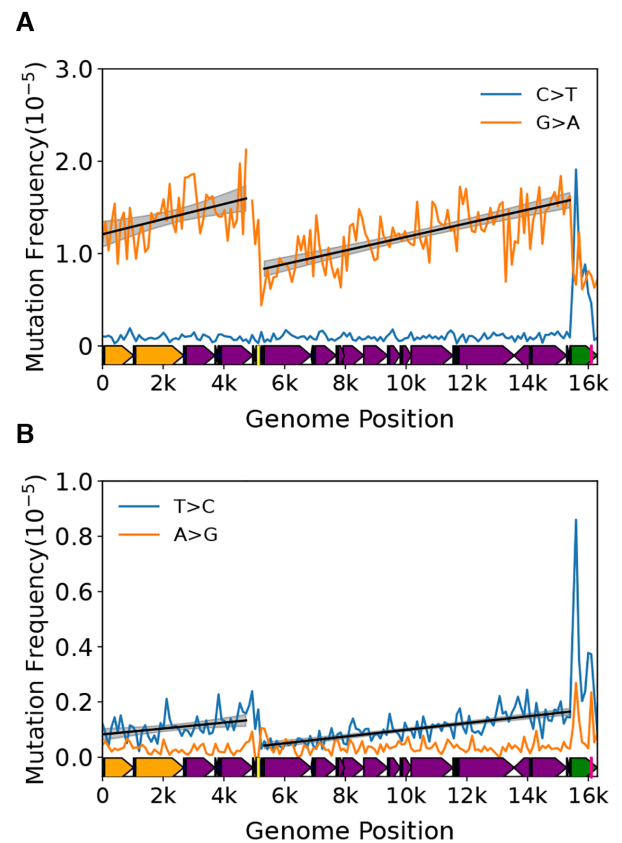 A
Mutation Frequency(10⁻⁵)
3.0
2.0
1.0
0
C>T
G>A
0 2k 4k 6k 8k 10k 12k 14k 16k
Genome Position
B
Mutation Frequency(10⁻⁵)
1.0
0.8
0.6
0.4
0.2
0.0
T>C
A>G
0 2k 4k 6k 8k 10k 12k 14k 16k
Genome Position